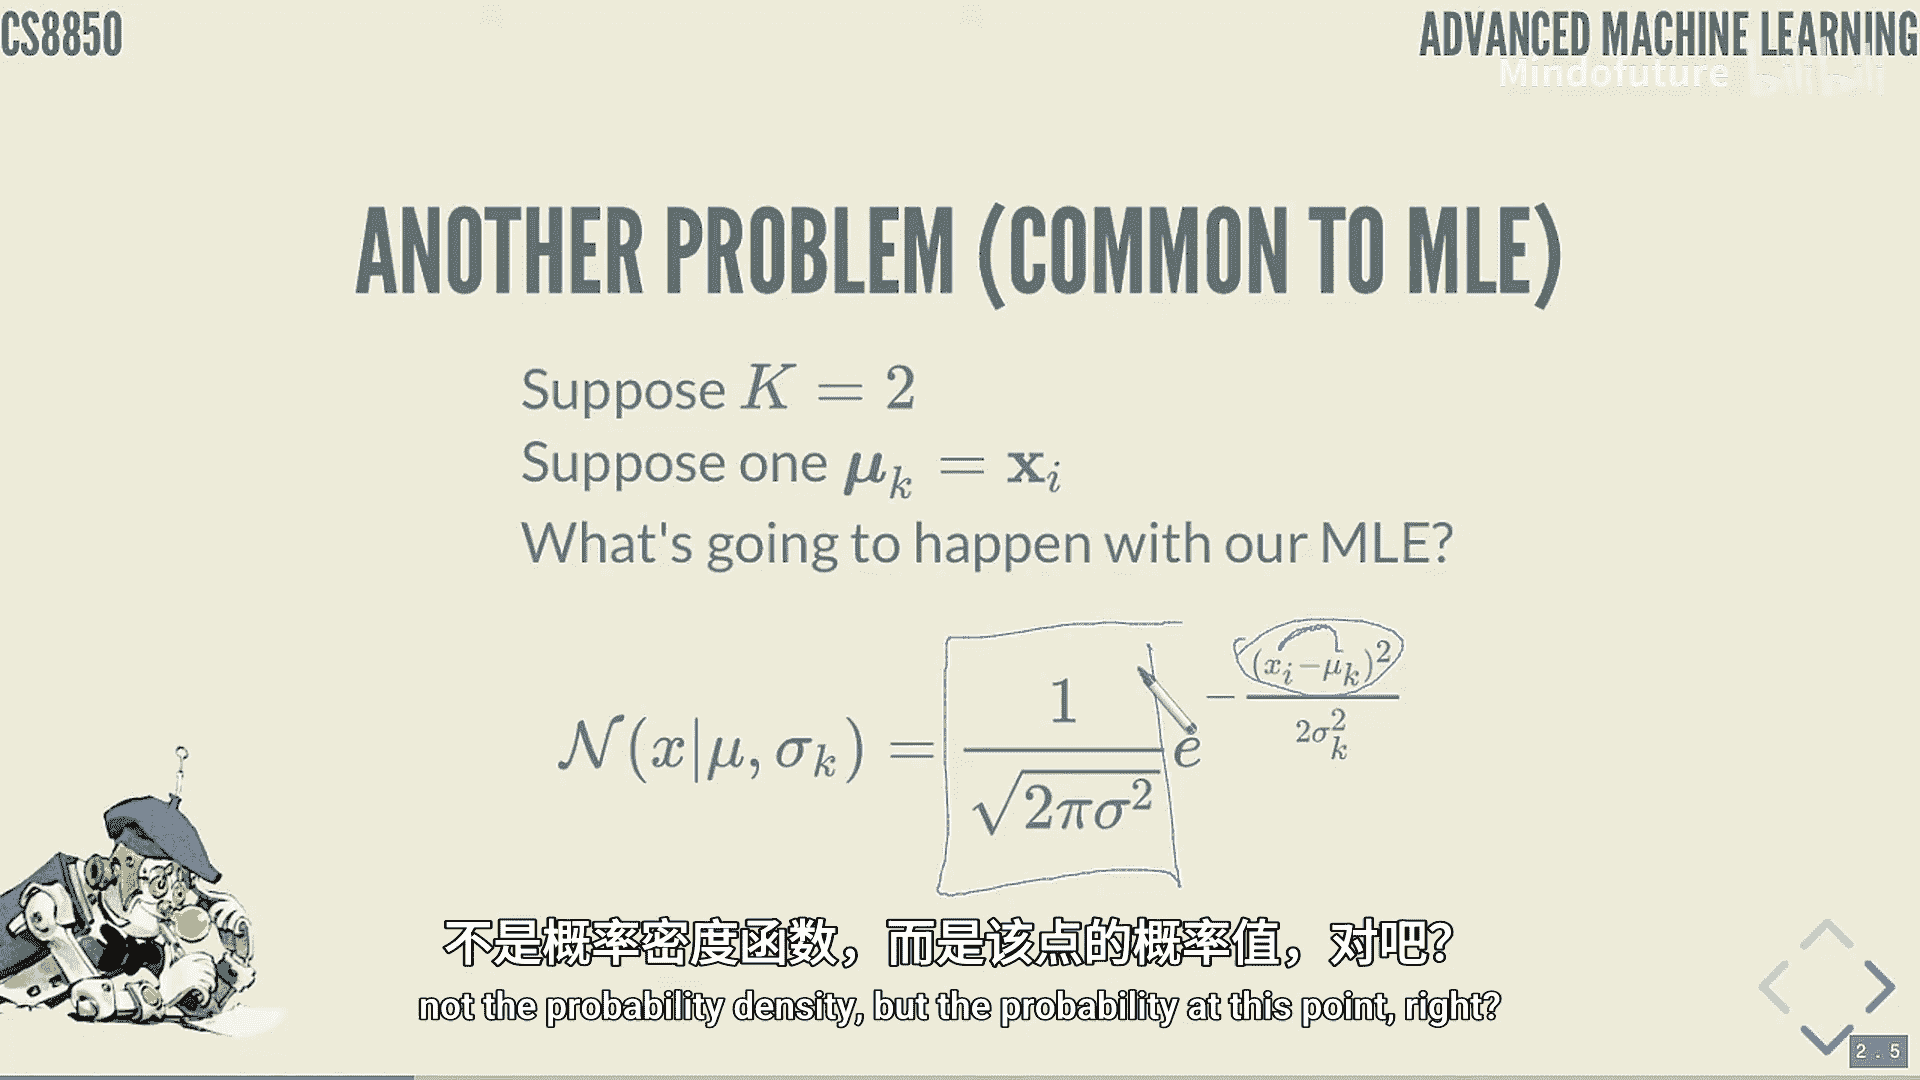 CS8850
ADVANCED MACHINE LEARNING
Mindofuture bilibili
ANOTHER PROBLEM (COMMON TO MLE)
Suppose K = 2
Suppose one μ_k = x_i
What's going to happen with our MLE?
𝒩(x|μ, σ_k) = 1/√(2πσ²) e^{−(x_i−μ_k)²/(2σ_k²)}
不是概率密度函数，而是该点的概率值，对吧？
not the probability density, but the probability at this point, right?
2.5